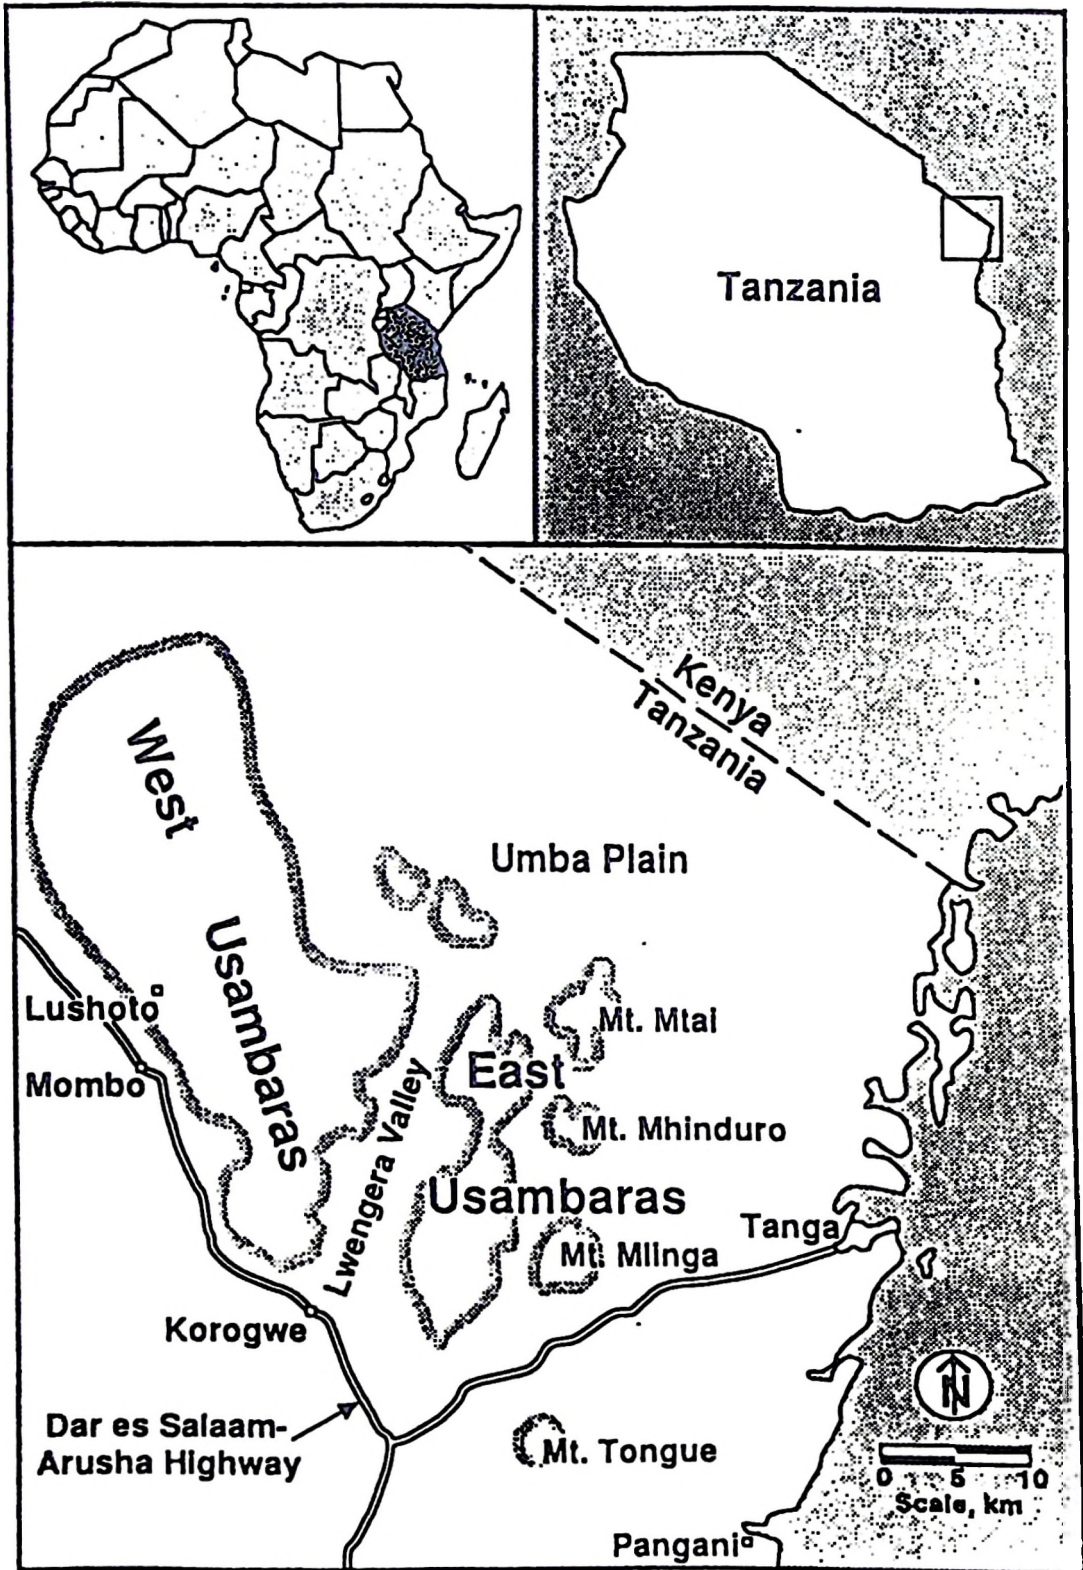 Tanzania
Kenya
Tanzania
West
Usambaras
Umba Plain
Lushoto
Mombo
Mt. Mtai
East
Lwengera Valley
Mt. Mhinduro
Usambaras
Tanga
Mt. Mlinga
Korogwe
N
Dar es Salaam-
Arusha Highway
Mt. Tongue
0 5 10
Scale, km
Pangani